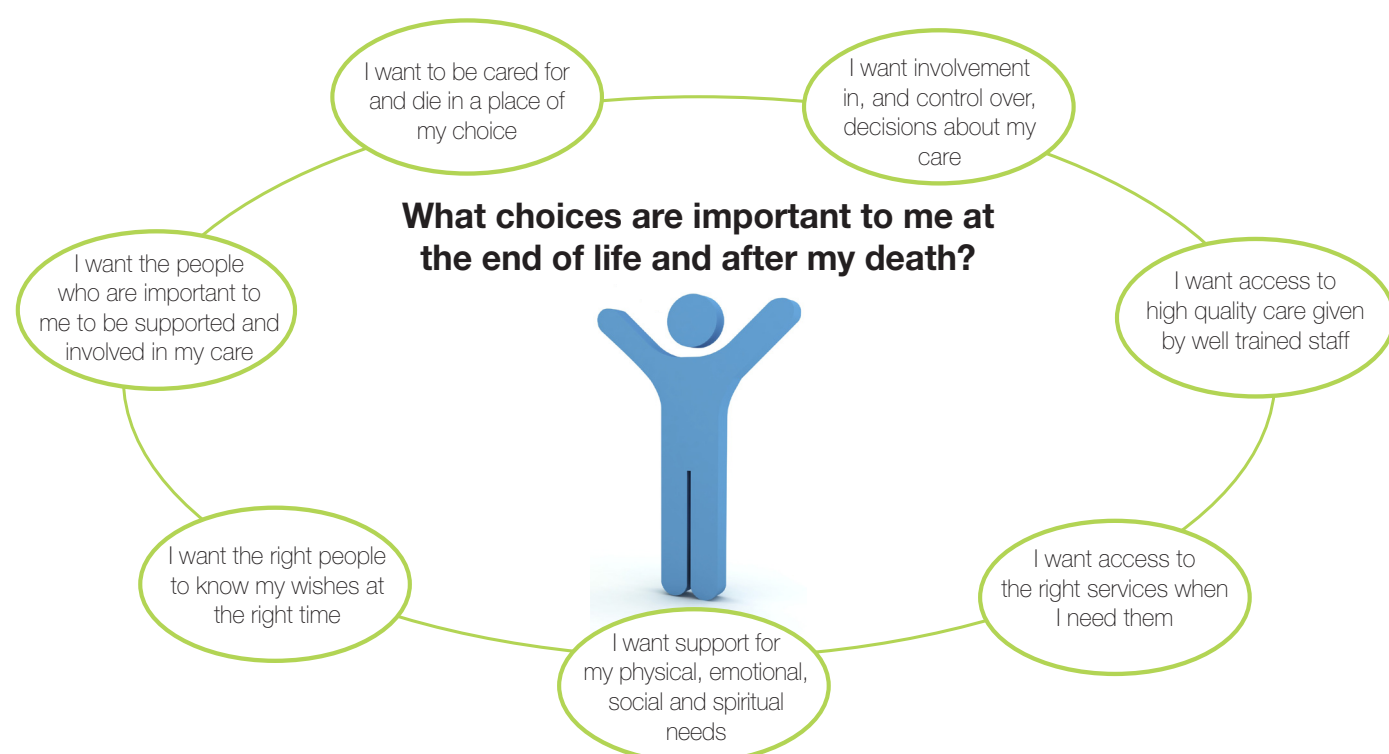 What choices are important to me at
the end of life and after my death?
I want to be cared for
and die in a place of
my choice
I want involvement
in, and control over,
decisions about my
care
I want access to
high quality care given
by well trained staff
I want access to
the right services when
I need them
I want support for
my physical, emotional,
social and spiritual
needs
I want the right people
to know my wishes at
the right time
I want the people
who are important to
me to be supported and
involved in my care